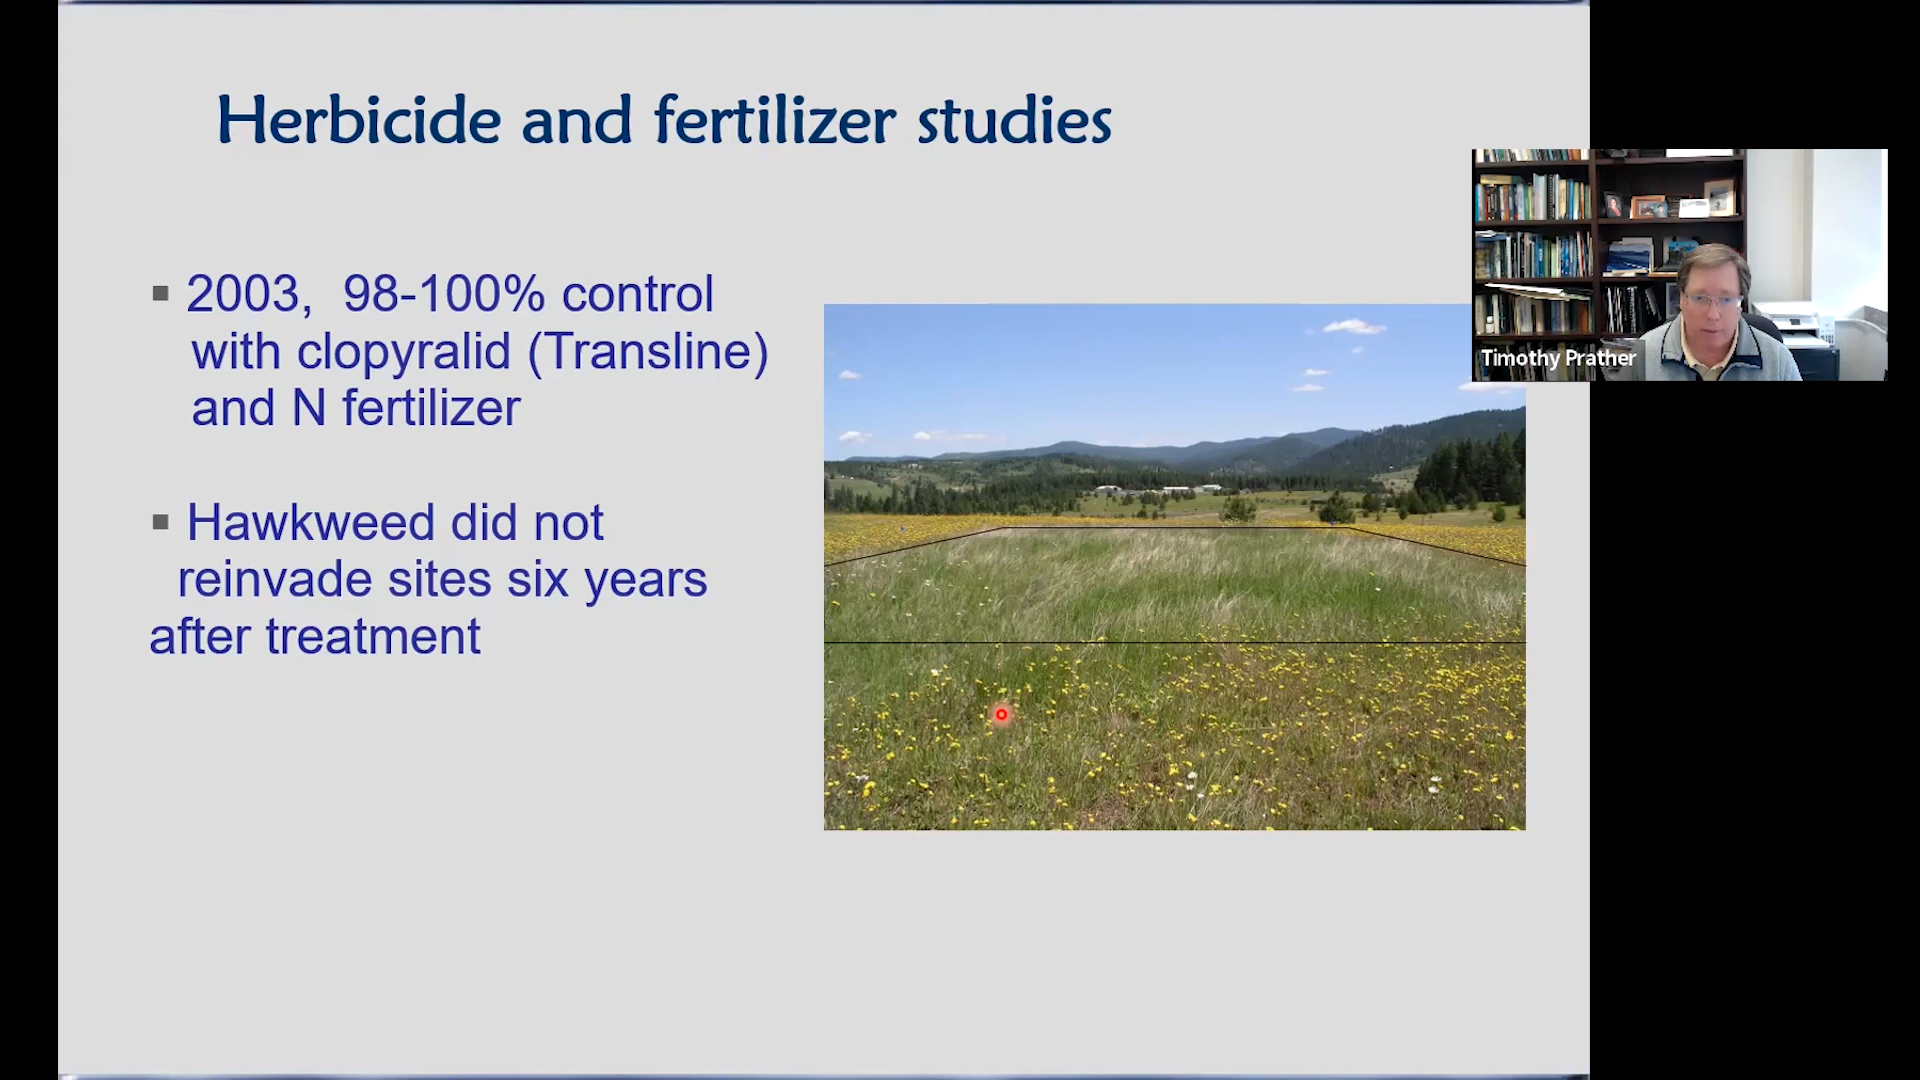 Herbicide and fertilizer studies
▪ 2003, 98-100% control
with clopyralid (Transline)
and N fertilizer
▪ Hawkweed did not
reinvade sites six years
after treatment
Timothy Prather